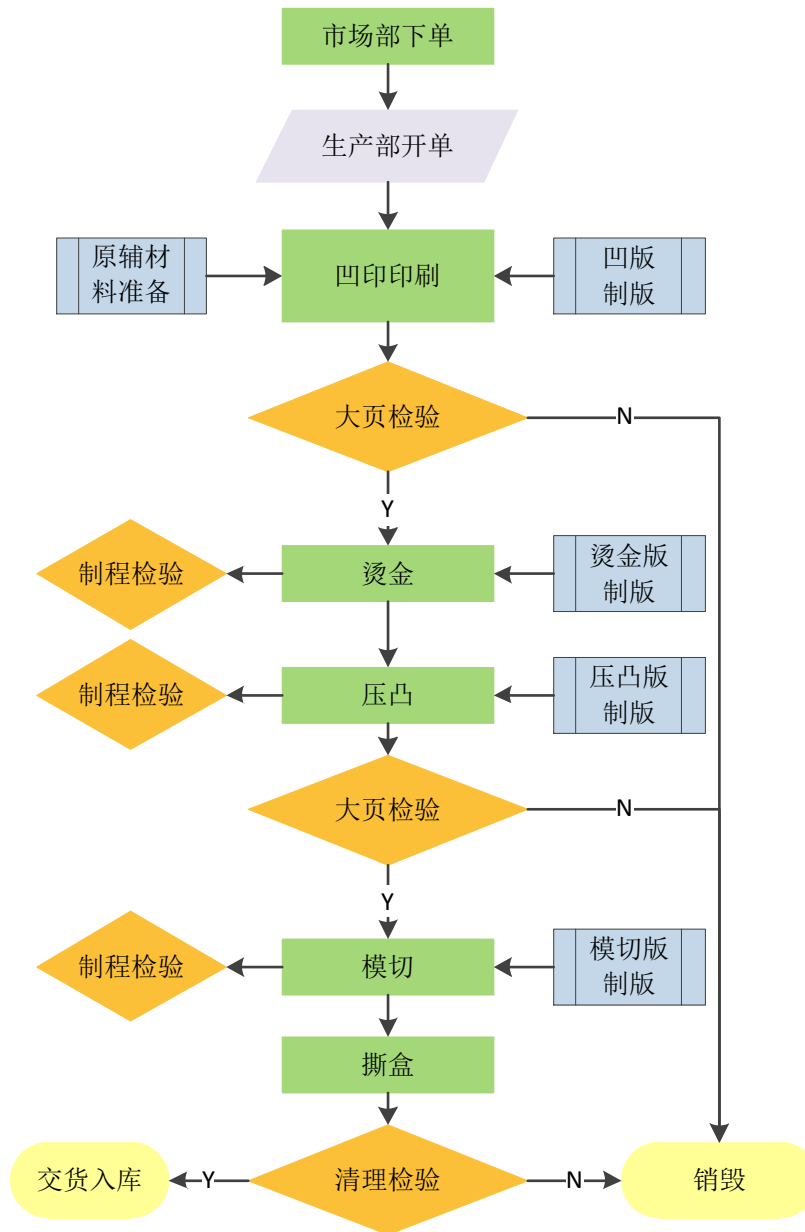 市场部下单
生产部开单
原辅材
料准备
凹印印刷
凹版
制版
大页检验
N
Y
制程检验
烫金
烫金版
制版
制程检验
压凸
压凸版
制版
大页检验
N
Y
制程检验
模切
模切版
制版
撕盒
交货入库
Y
清理检验
N
销毁